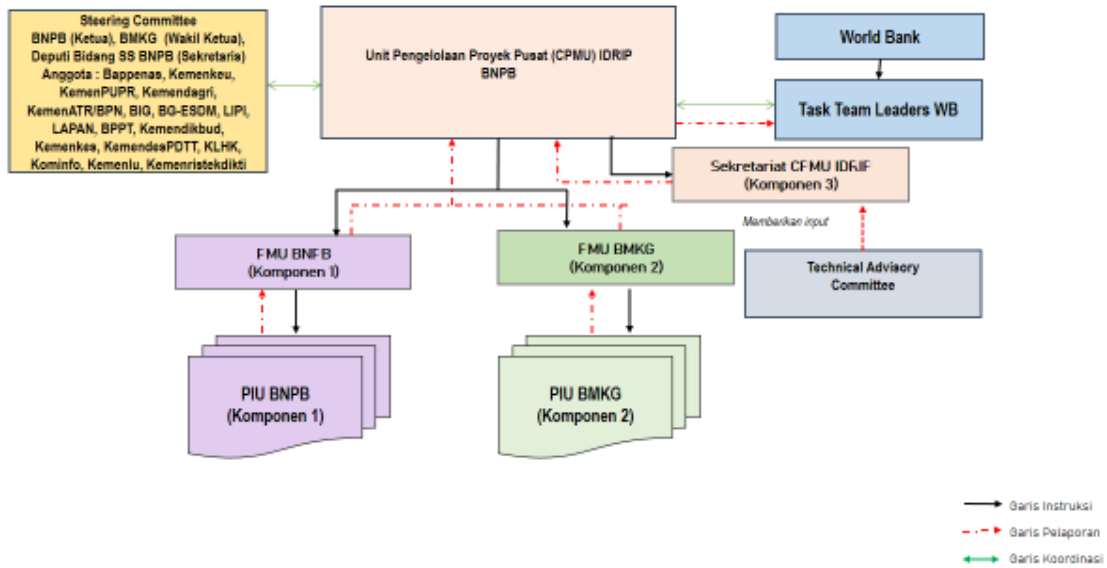 Steering Committee
BNPB (Ketua), BMKG (Wakil Ketua),
Deputi Bidang SS BNPB (Sekretaris)
Anggota : Bappenas, Kemenkeu,
KemenPUPR, Kemendagri,
KemenATR/BPN, BIG, BG-ESDM, LIPI,
LAPAN, BPPT, Kemendikbud,
Kemenkes, KemendesPDTT, KLHK,
Kominfo, Kemenlu, Kemenristekdikti
Unit Pengelolaan Proyek Pusat (CPMU) IDRIP
BNPB
World Bank
Task Team Leaders WB
Sekretariat CPMU IDRIP
(Komponen 3)
Memberikan input
Technical Advisory
Committee
PMU BNPB
(Komponen 1)
PMU BMKG
(Komponen 2)
PIU BNPB
(Komponen 1)
PIU BMKG
(Komponen 2)
Garis Instruksi
Garis Pelaporan
Garis Koordinasi